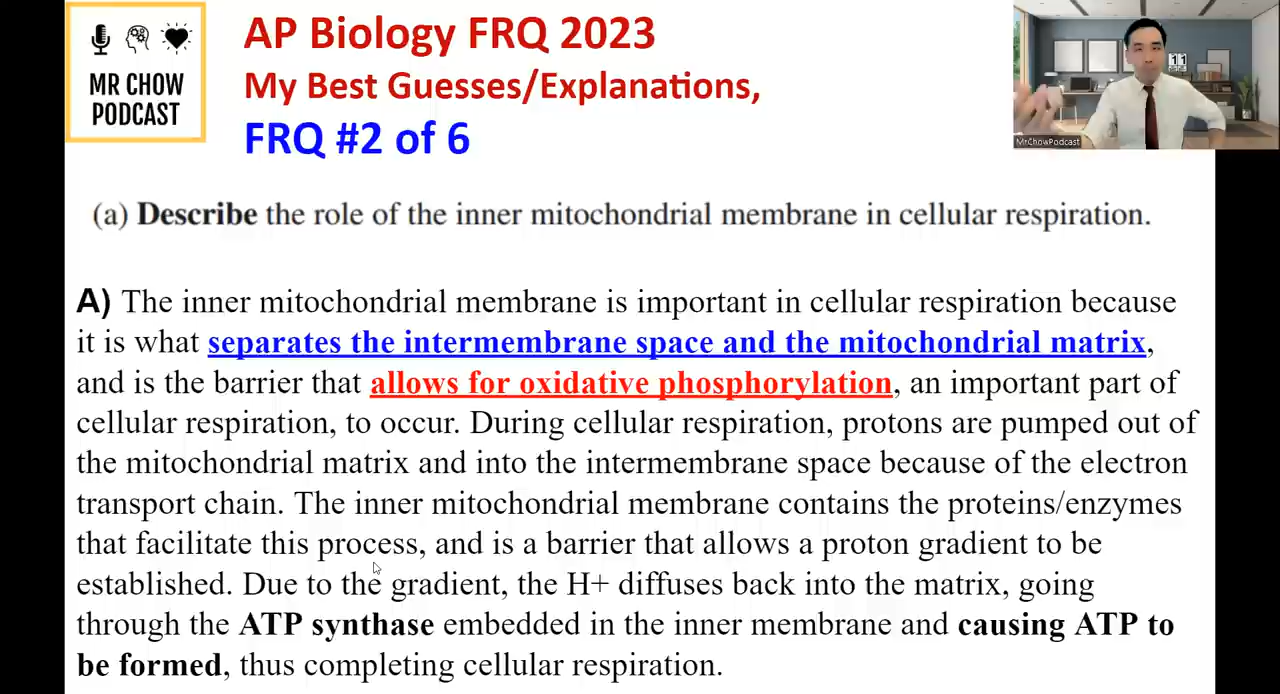 MR CHOW
PODCAST
AP Biology FRQ 2023
My Best Guesses/Explanations,
FRQ #2 of 6
11
MrChowPodcast
(a) Describe the role of the inner mitochondrial membrane in cellular respiration.
A) The inner mitochondrial membrane is important in cellular respiration because
it is what separates the intermembrane space and the mitochondrial matrix,
and is the barrier that allows for oxidative phosphorylation, an important part of
cellular respiration, to occur. During cellular respiration, protons are pumped out of
the mitochondrial matrix and into the intermembrane space because of the electron
transport chain. The inner mitochondrial membrane contains the proteins/enzymes
that facilitate this process, and is a barrier that allows a proton gradient to be
established. Due to the gradient, the H+ diffuses back into the matrix, going
through the ATP synthase embedded in the inner membrane and causing ATP to
be formed, thus completing cellular respiration.